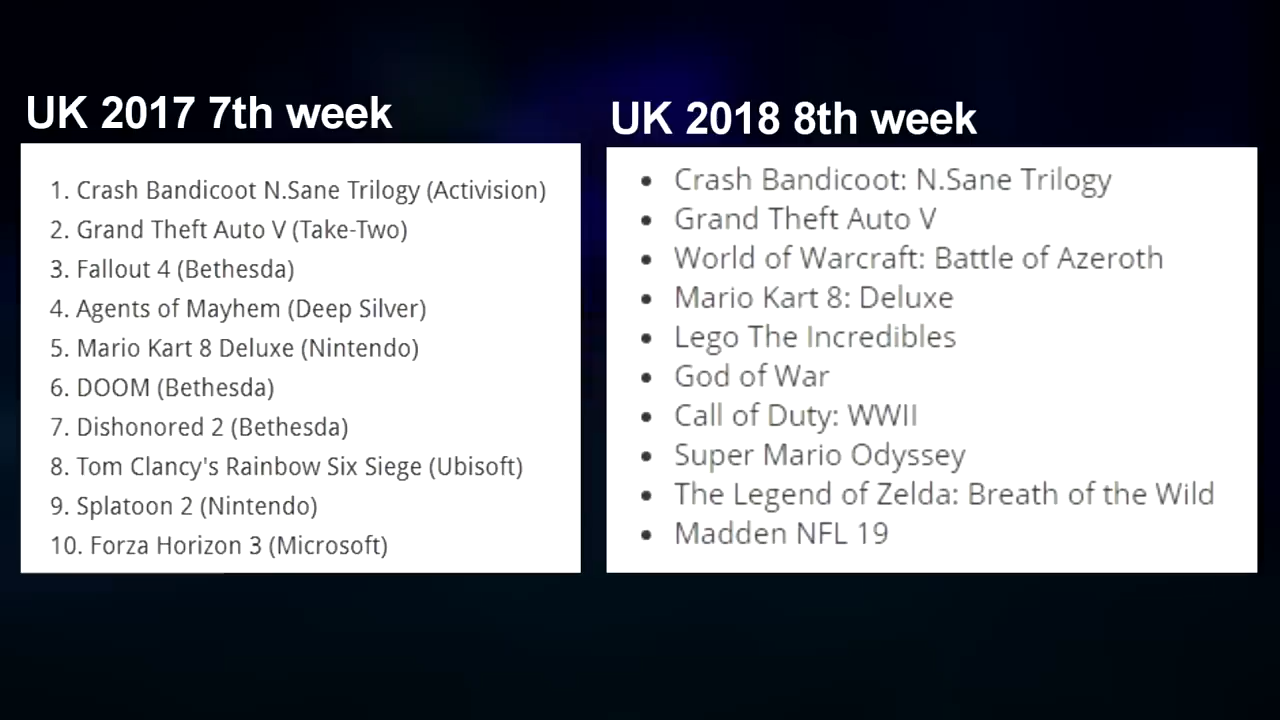 UK 2017 7th week
1. Crash Bandicoot N.Sane Trilogy (Activision)
2. Grand Theft Auto V (Take-Two)
3. Fallout 4 (Bethesda)
4. Agents of Mayhem (Deep Silver)
5. Mario Kart 8 Deluxe (Nintendo)
6. DOOM (Bethesda)
7. Dishonored 2 (Bethesda)
8. Tom Clancy's Rainbow Six Siege (Ubisoft)
9. Splatoon 2 (Nintendo)
10. Forza Horizon 3 (Microsoft)
UK 2018 8th week
• Crash Bandicoot: N.Sane Trilogy
• Grand Theft Auto V
• World of Warcraft: Battle of Azeroth
• Mario Kart 8: Deluxe
• Lego The Incredibles
• God of War
• Call of Duty: WWII
• Super Mario Odyssey
• The Legend of Zelda: Breath of the Wild
• Madden NFL 19